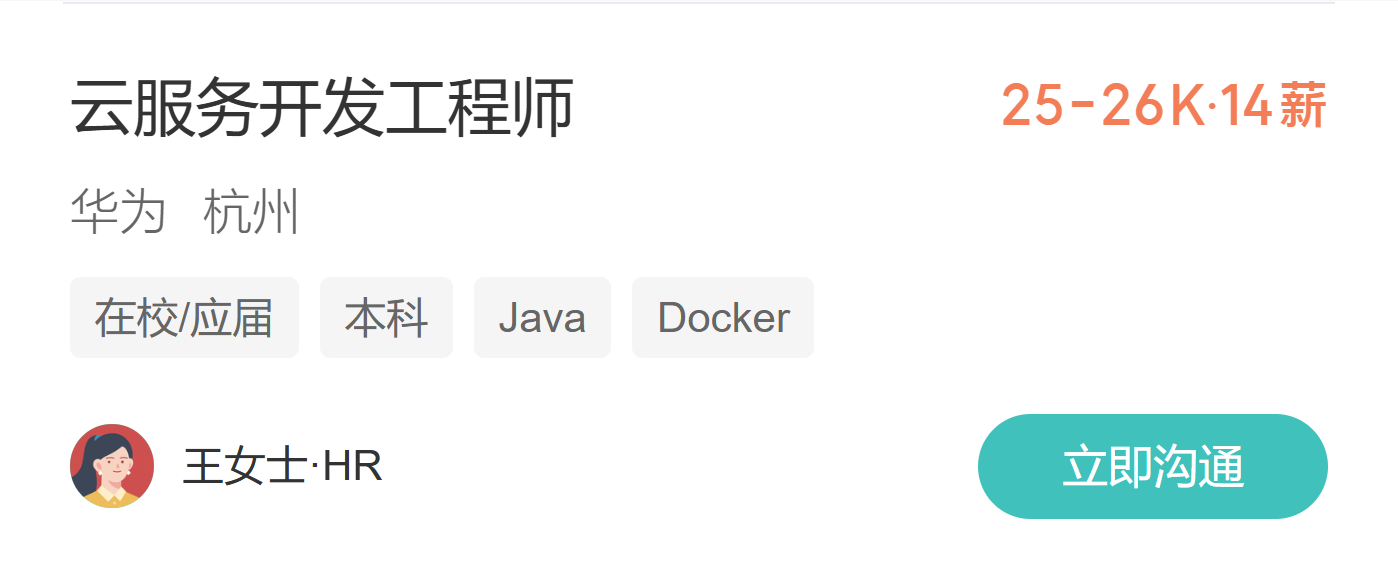 云服务开发工程师 25-26K·14薪
华为 杭州
在校/应届 本科 Java Docker
王女士·HR 立即沟通